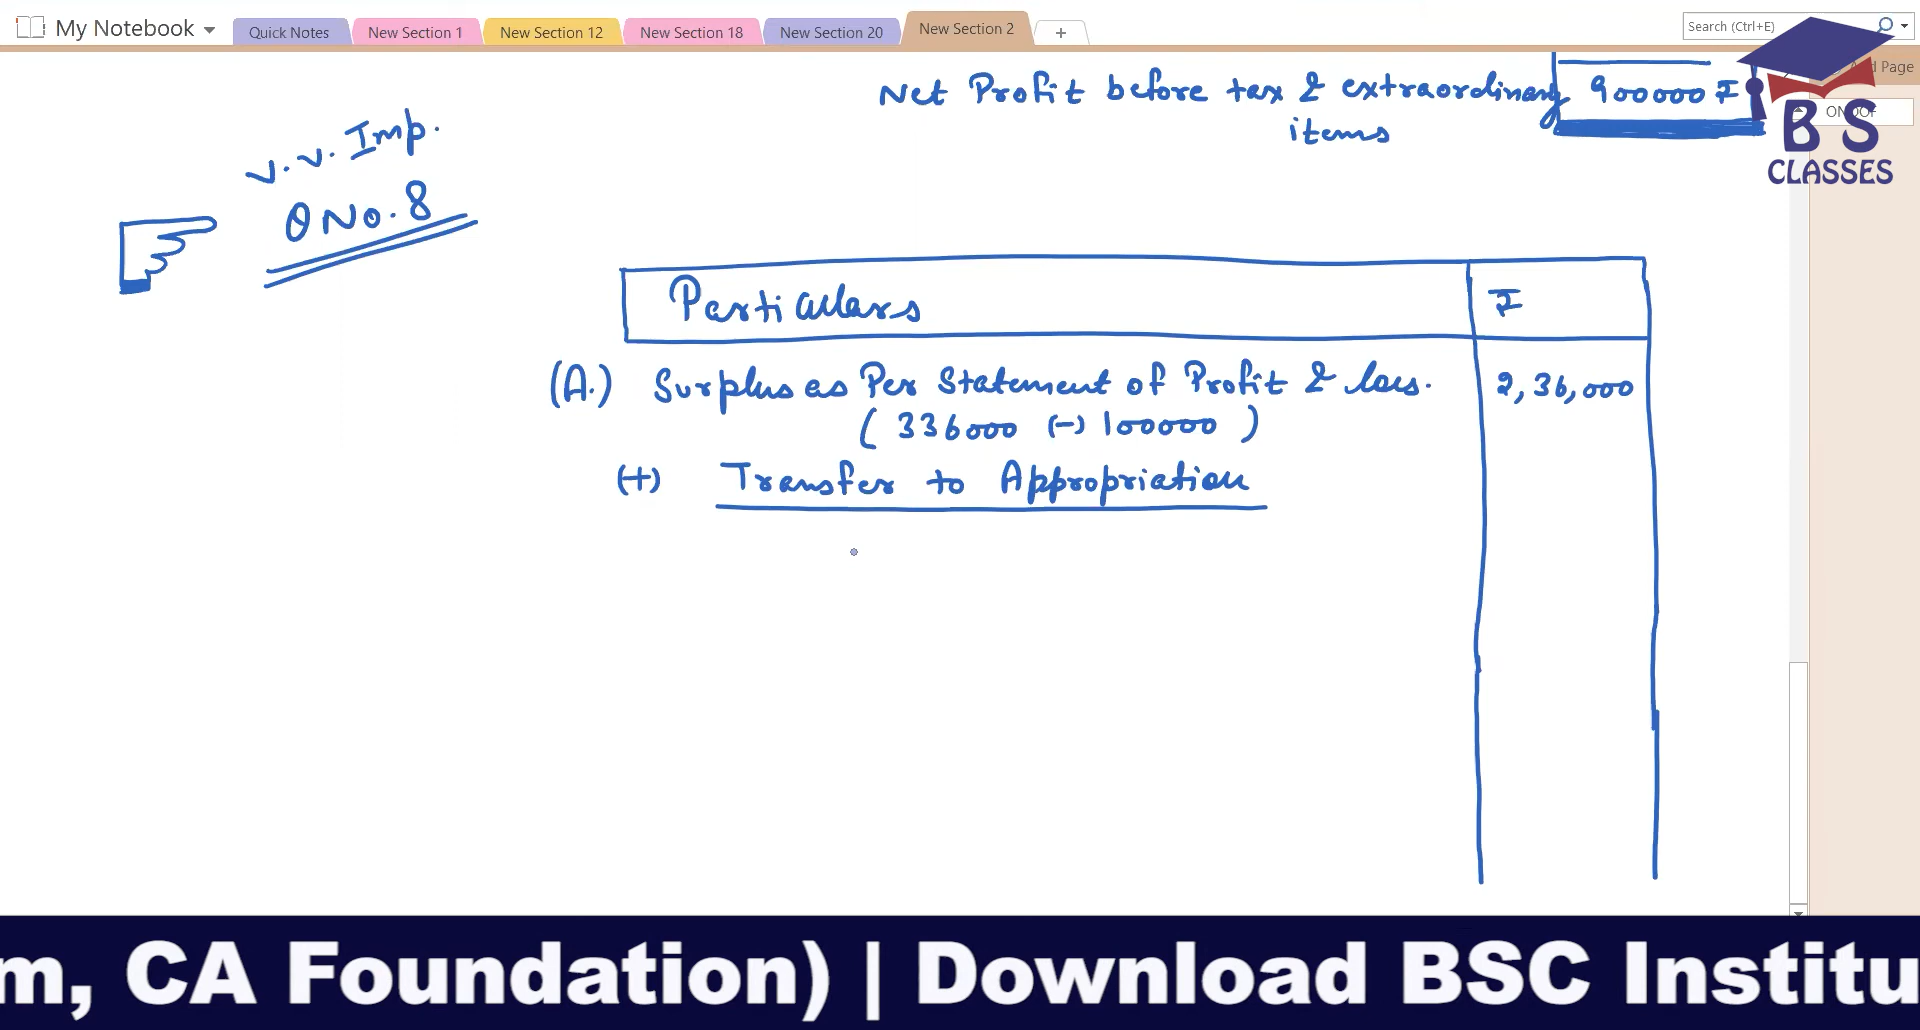 My Notebook
Quick Notes
New Section 1
New Section 12
New Section 18
New Section 20
New Section 2
+
Search (Ctrl+E)
d Page
B S
CLASSES
Net Profit before tax & extraordinary 900000 ₹
items
V. V. Imp.
Q No. 8
Particulars ₹
(A.) Surplus as Per Statement of Profit & loss. 2,36,000
( 336000 (-) 100000 )
(+) Transfer to Appropriation
m, CA Foundation) | Download BSC Institu